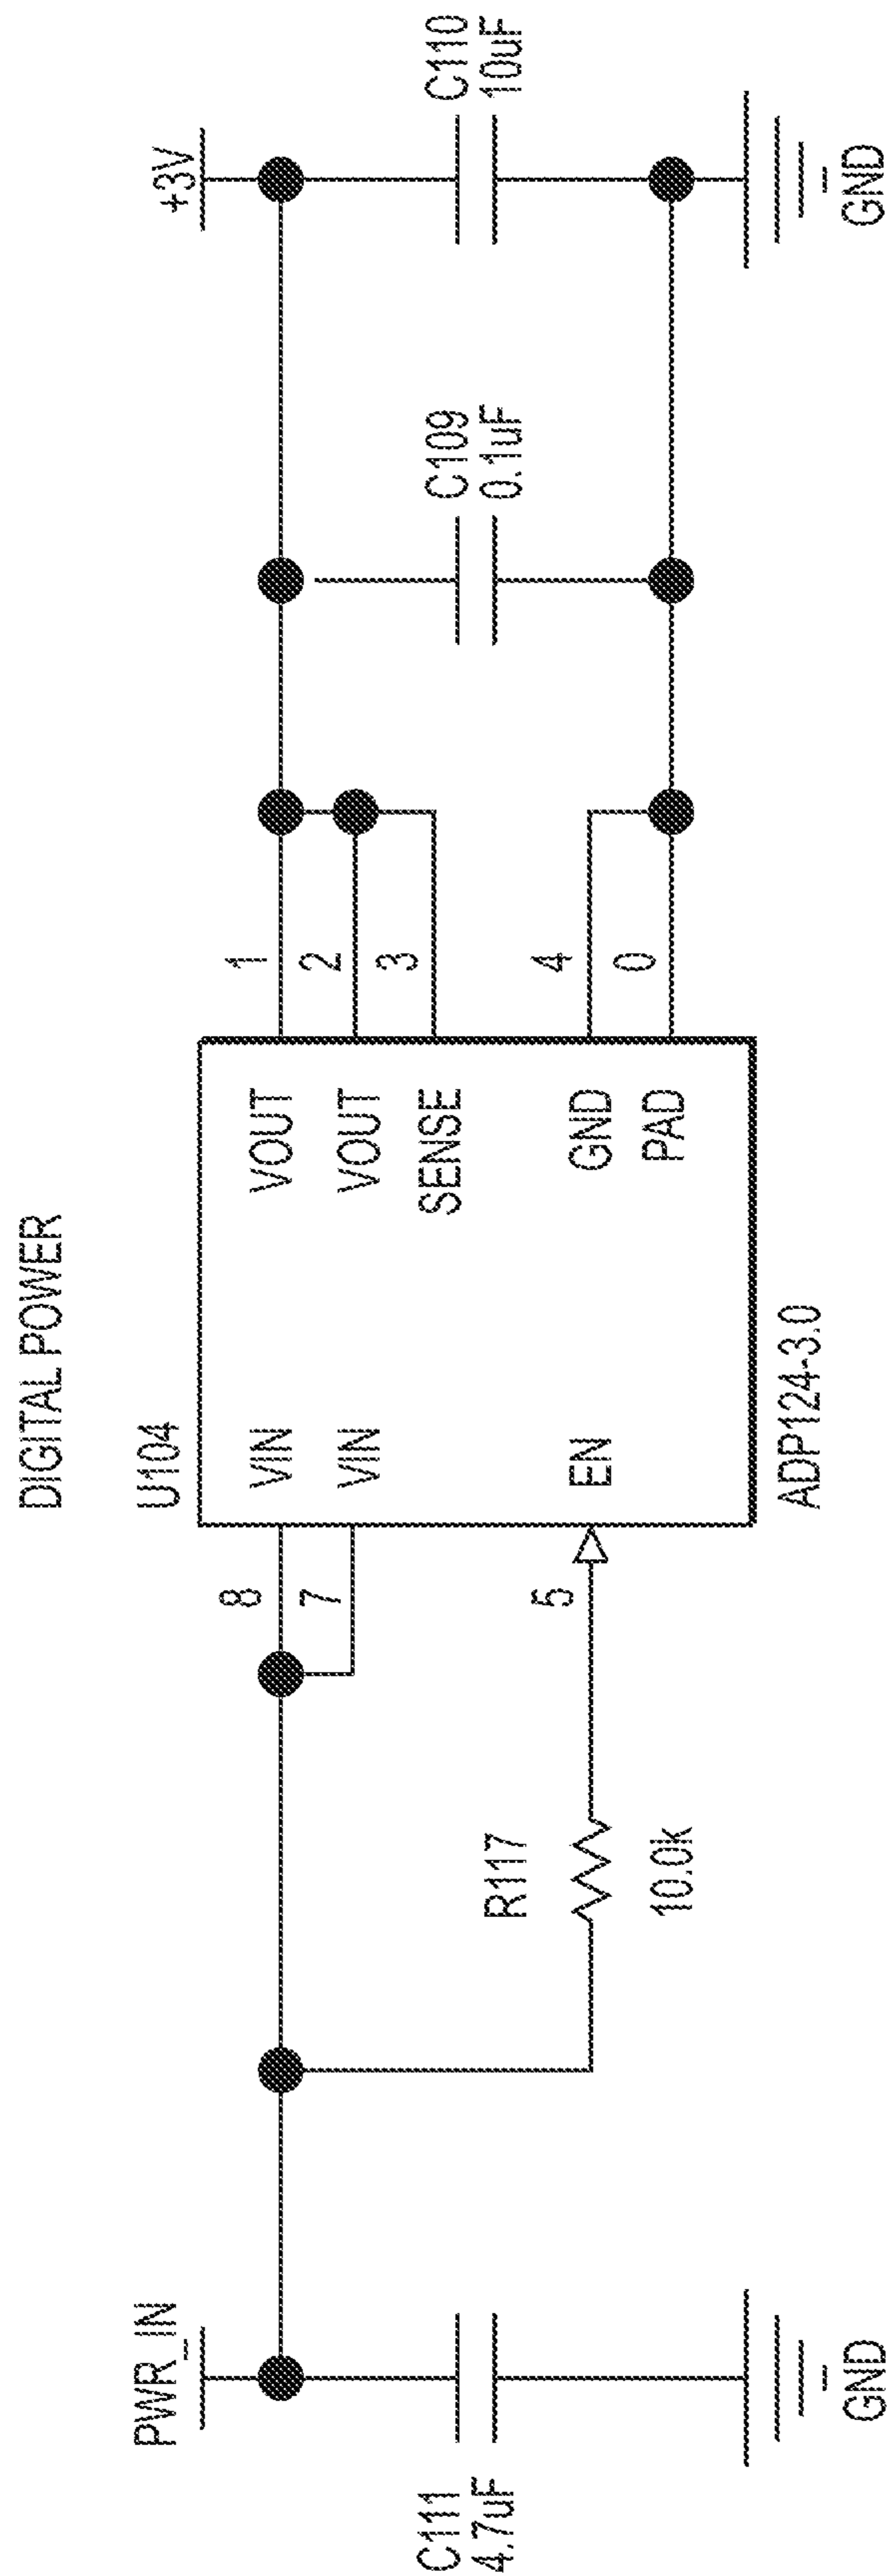 DIGITAL POWER
PWR_IN
C111
4.7uF
GND
R117
10.0k
8
7
5
U104
VIN
VIN
EN
VOUT
VOUT
SENSE
GND
PAD
ADP124-3.0
1
2
3
4
0
C109
0.1uF
+3V
C110
10uF
GND